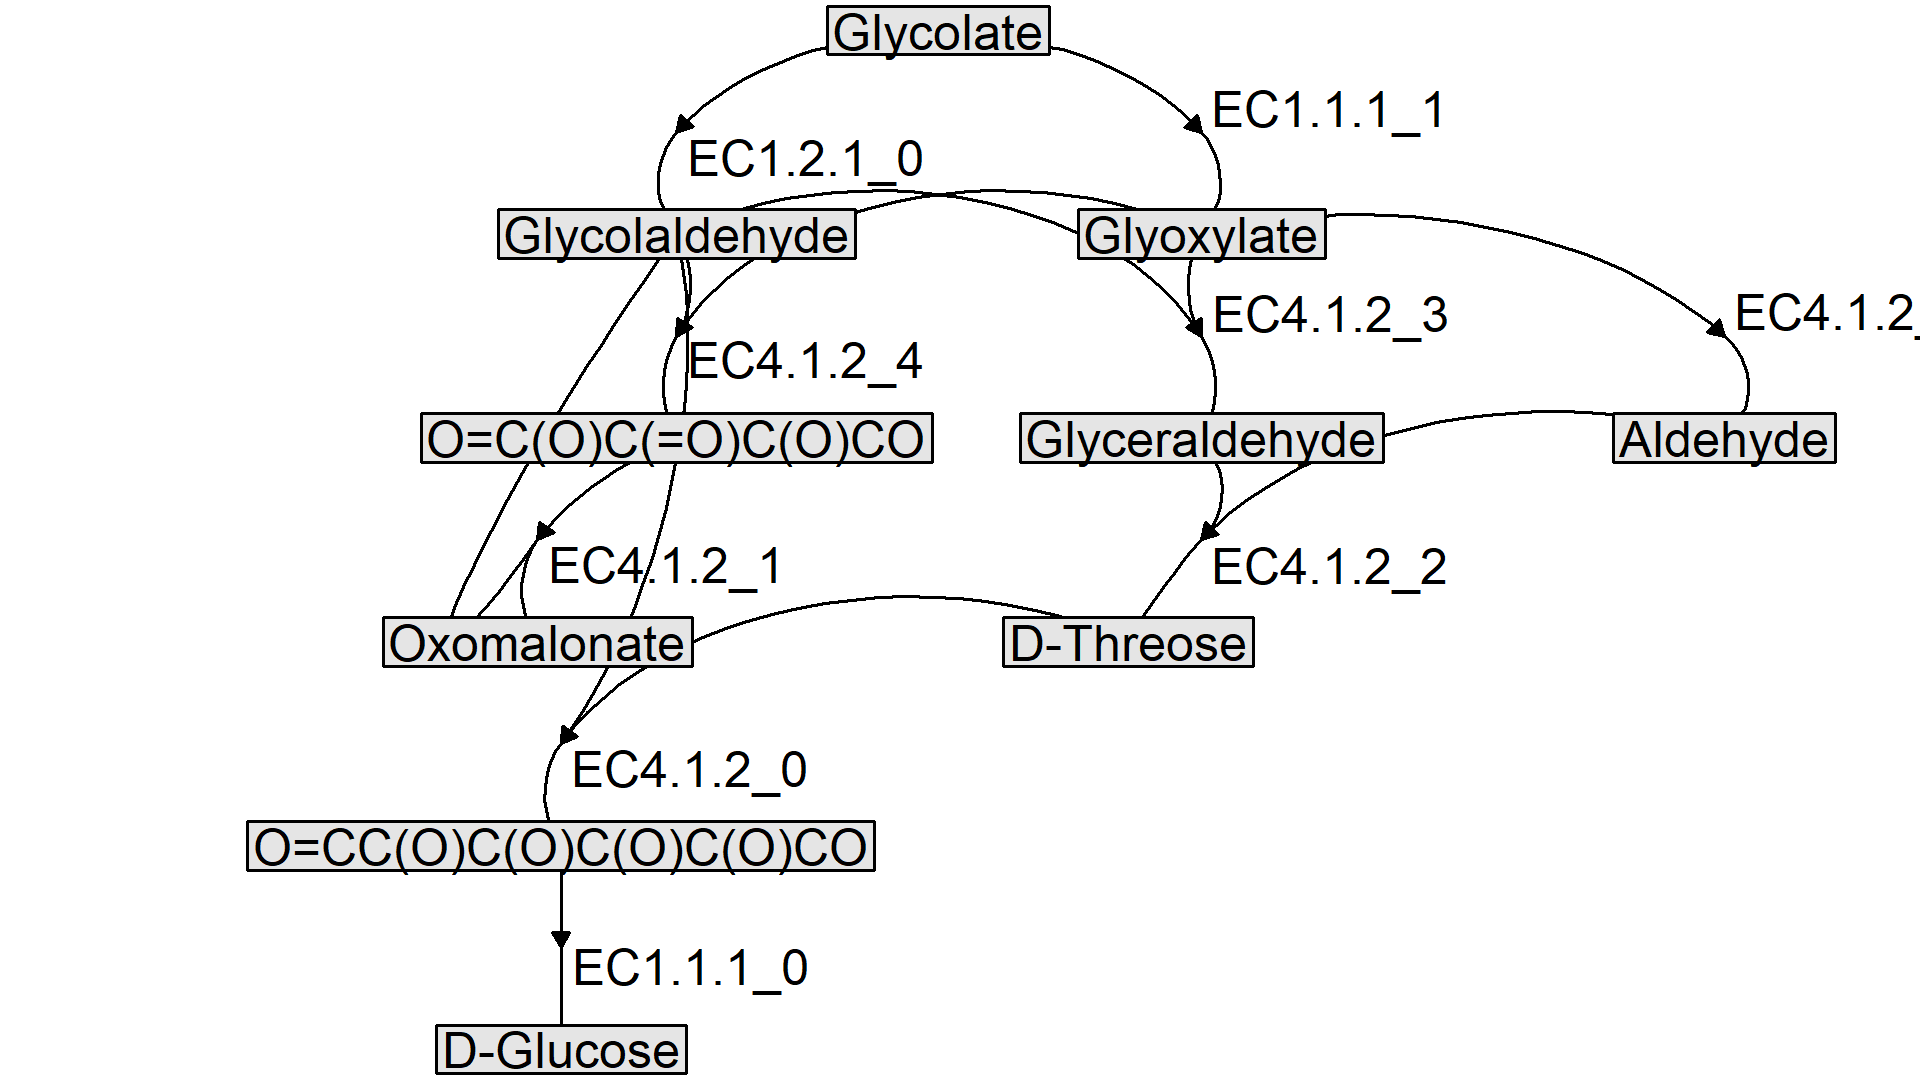 Glycolate
EC1.1.1_1
EC1.2.1_0
Glycolaldehyde
Glyoxylate
EC4.1.2_3
EC4.1.2_
EC4.1.2_4
O=C(O)C(=O)C(O)CO
Glyceraldehyde
Aldehyde
EC4.1.2_1
EC4.1.2_2
Oxomalonate
D-Threose
EC4.1.2_0
O=CC(O)C(O)C(O)C(O)CO
EC1.1.1_0
D-Glucose